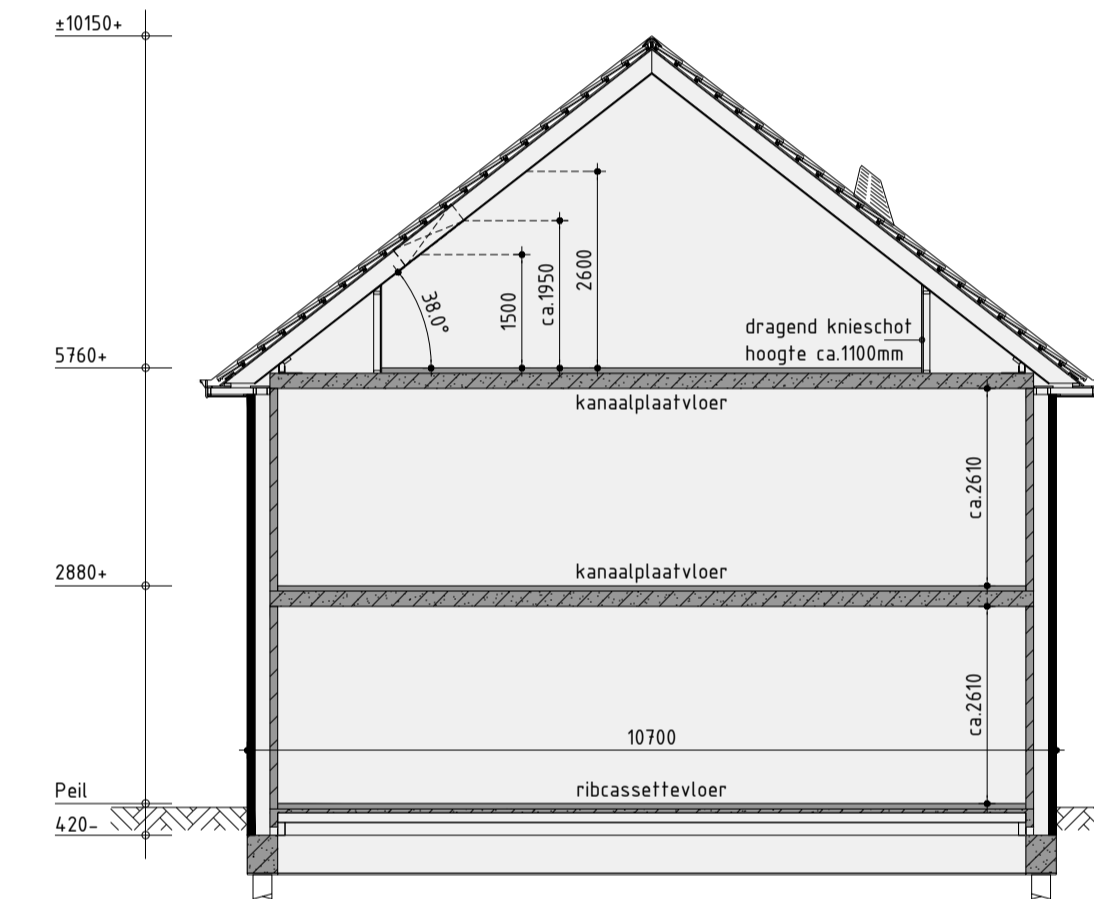 ±10150+
2600
ca.1950
1500
38.0°
dragend knieschot
hoogte ca.1100mm
5760+
kanaalplaatvloer
ca.2610
2880+
kanaalplaatvloer
ca.2610
10700
Peil
ribcassettevloer
420-